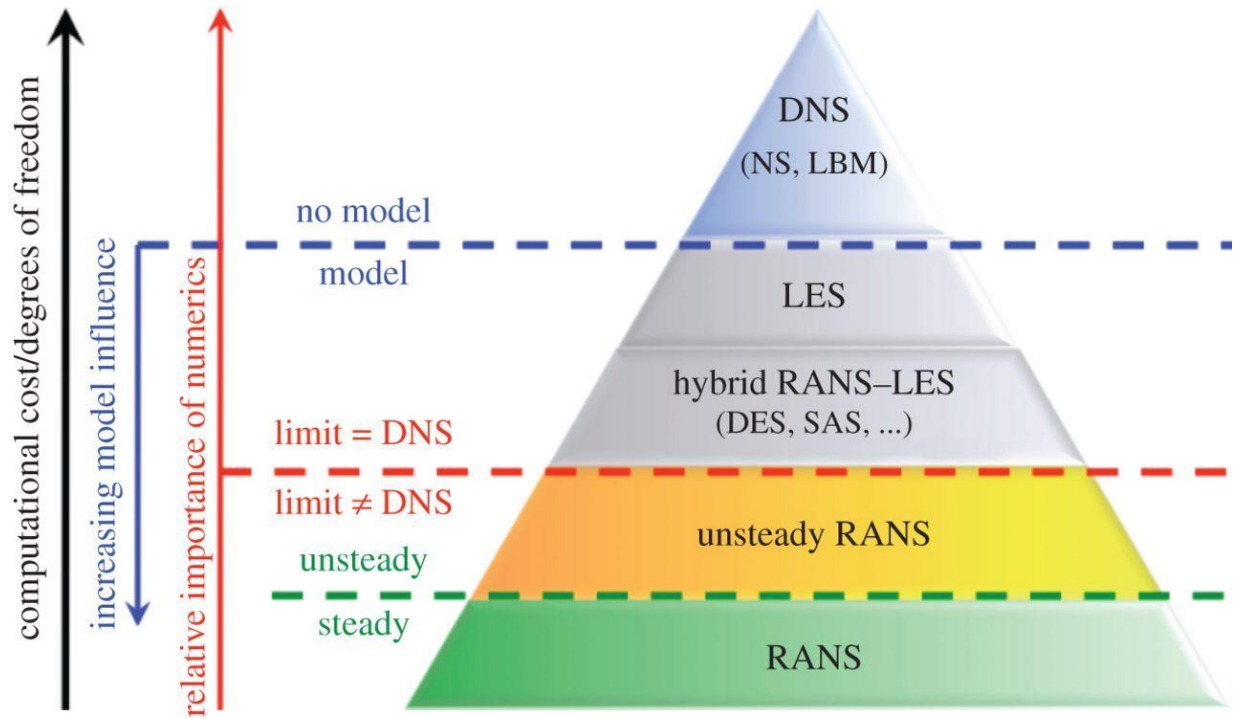 computational cost/degrees of freedom
increasing model influence
relative importance of numerics
no model
model
limit = DNS
limit ≠ DNS
unsteady
steady
DNS
(NS, LBM)
LES
hybrid RANS–LES
(DES, SAS, ...)
unsteady RANS
RANS